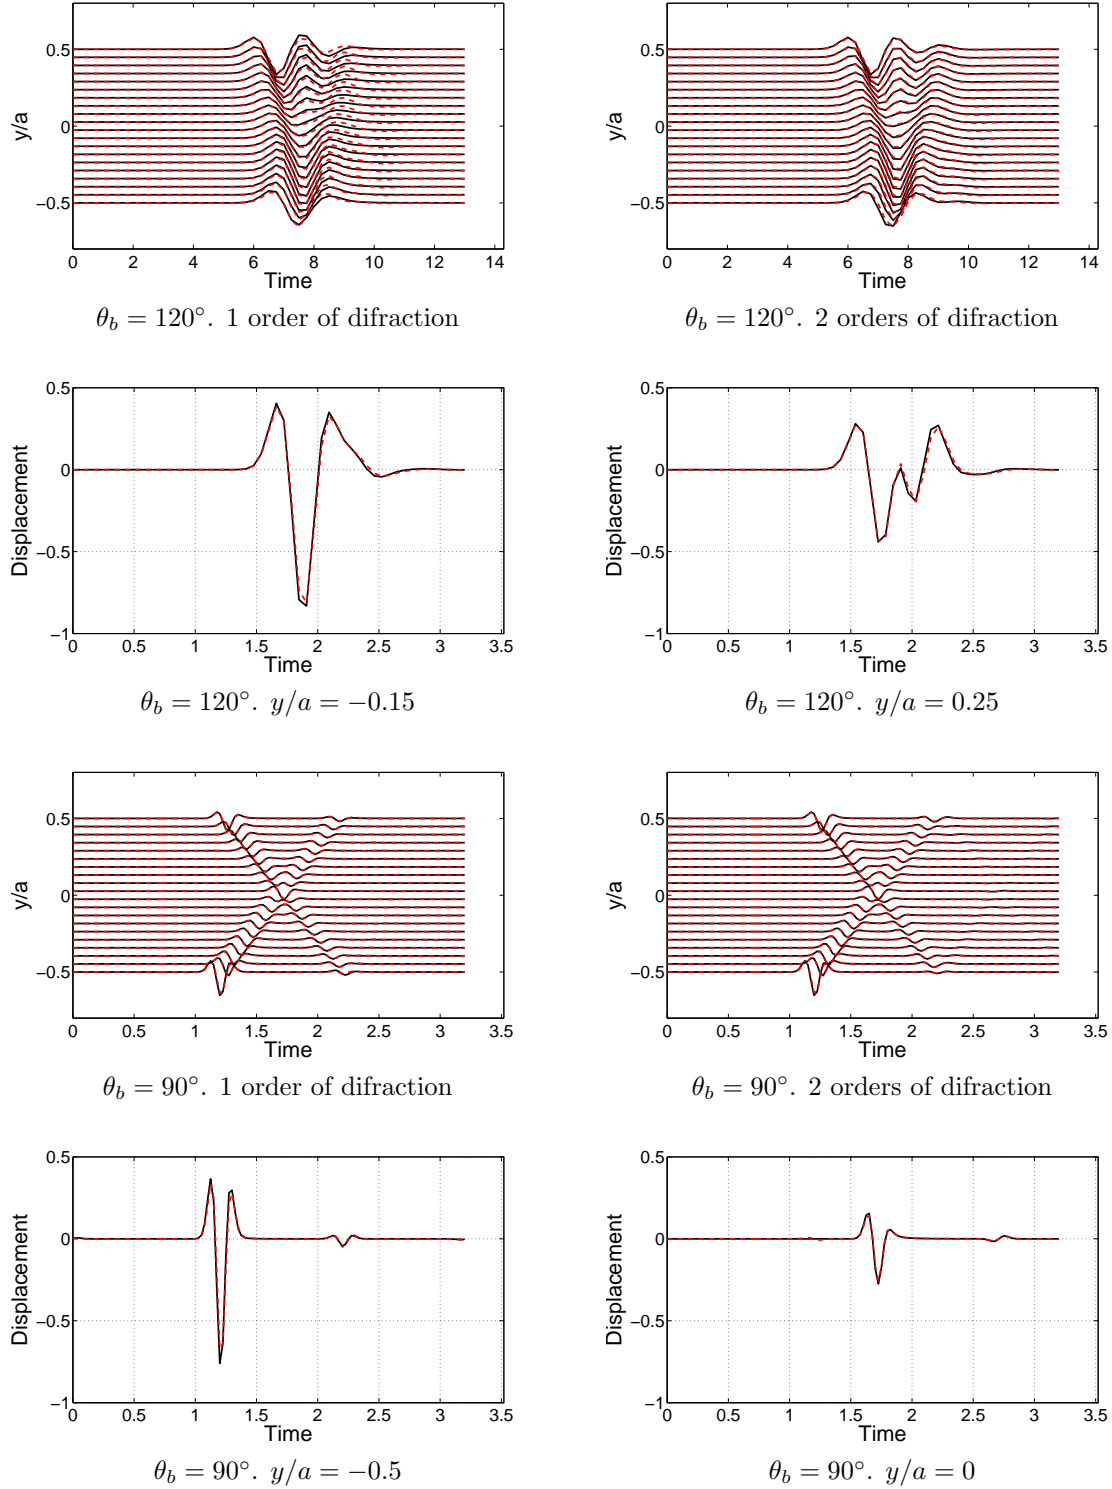 y/a
0.5
0
−0.5
0 2 4 6 8 10 12 14
Time
θ_b = 120°. 1 order of difraction
y/a
0.5
0
−0.5
0 2 4 6 8 10 12 14
Time
θ_b = 120°. 2 orders of difraction
Displacement
0.5
0
−0.5
−1
0 0.5 1 1.5 2 2.5 3 3.5
Time
θ_b = 120°. y/a = −0.15
Displacement
0.5
0
−0.5
−1
0 0.5 1 1.5 2 2.5 3 3.5
Time
θ_b = 120°. y/a = 0.25
y/a
0.5
0
−0.5
0 0.5 1 1.5 2 2.5 3 3.5
Time
θ_b = 90°. 1 order of difraction
y/a
0.5
0
−0.5
0 0.5 1 1.5 2 2.5 3 3.5
Time
θ_b = 90°. 2 orders of difraction
Displacement
0.5
0
−0.5
−1
0 0.5 1 1.5 2 2.5 3 3.5
Time
θ_b = 90°. y/a = −0.5
Displacement
0.5
0
−0.5
−1
0 0.5 1 1.5 2 2.5 3 3.5
Time
θ_b = 90°. y/a = 0